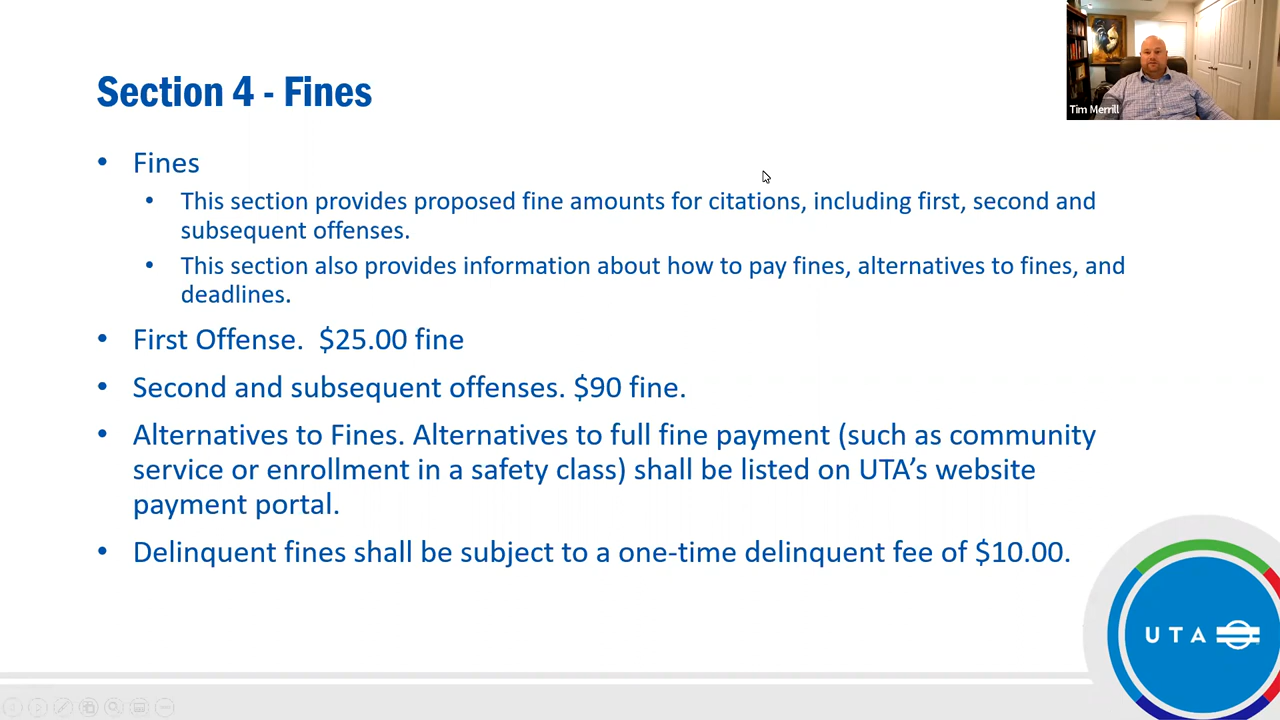 Section 4 - Fines
Tim Merrill
• Fines
• This section provides proposed fine amounts for citations, including first, second and
subsequent offenses.
• This section also provides information about how to pay fines, alternatives to fines, and
deadlines.
• First Offense.  $25.00 fine
• Second and subsequent offenses. $90 fine.
• Alternatives to Fines. Alternatives to full fine payment (such as community
service or enrollment in a safety class) shall be listed on UTA’s website
payment portal.
• Delinquent fines shall be subject to a one-time delinquent fee of $10.00.
UTA